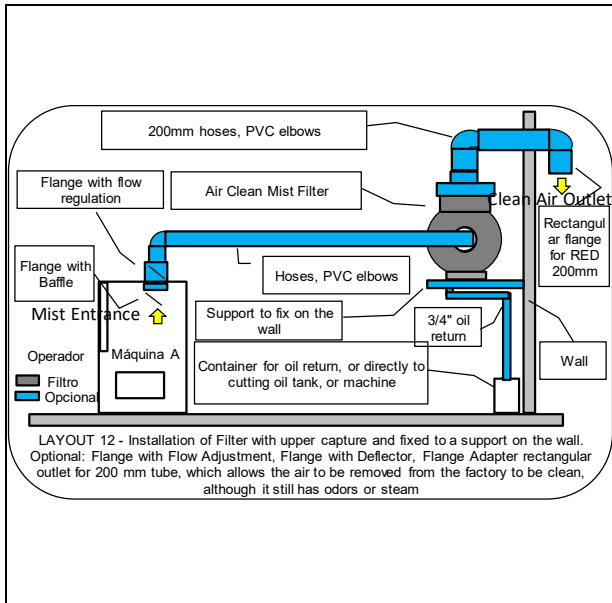 200mm hoses, PVC elbows
Flange with flow
regulation
Air Clean Mist Filter
Clean Air Outlet
Rectangul
ar flange
for RED
200mm
Flange with
Baffle
Hoses, PVC elbows
Mist Entrance
Support to fix on the
wall
3/4" oil
return
Wall
Operador
Máquina A
Filtro
Opcional
Container for oil return, or directly to
cutting oil tank, or machine
LAYOUT 12 - Installation of Filter with upper capture and fixed to a support on the wall.
Optional: Flange with Flow Adjustment, Flange with Deflector, Flange Adapter rectangular
outlet for 200 mm tube, which allows the air to be removed from the factory to be clean,
although it still has odors or steam